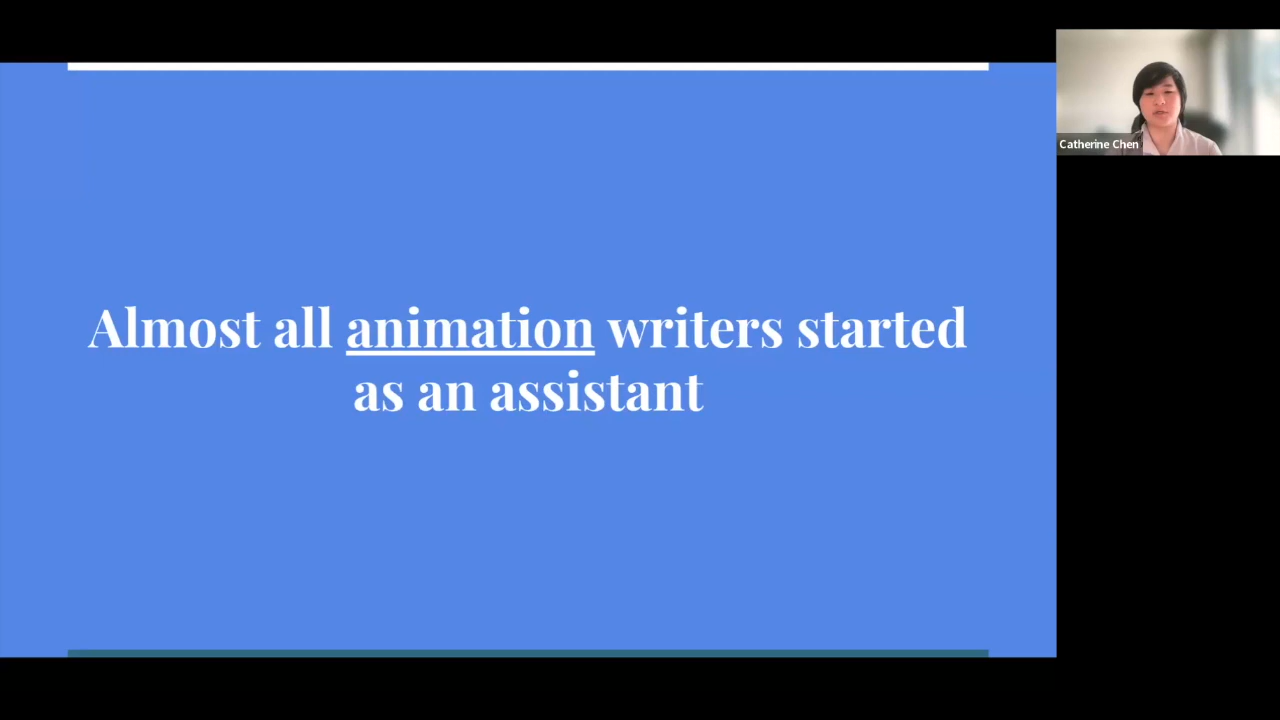 Almost all animation writers started
as an assistant
Catherine Chen